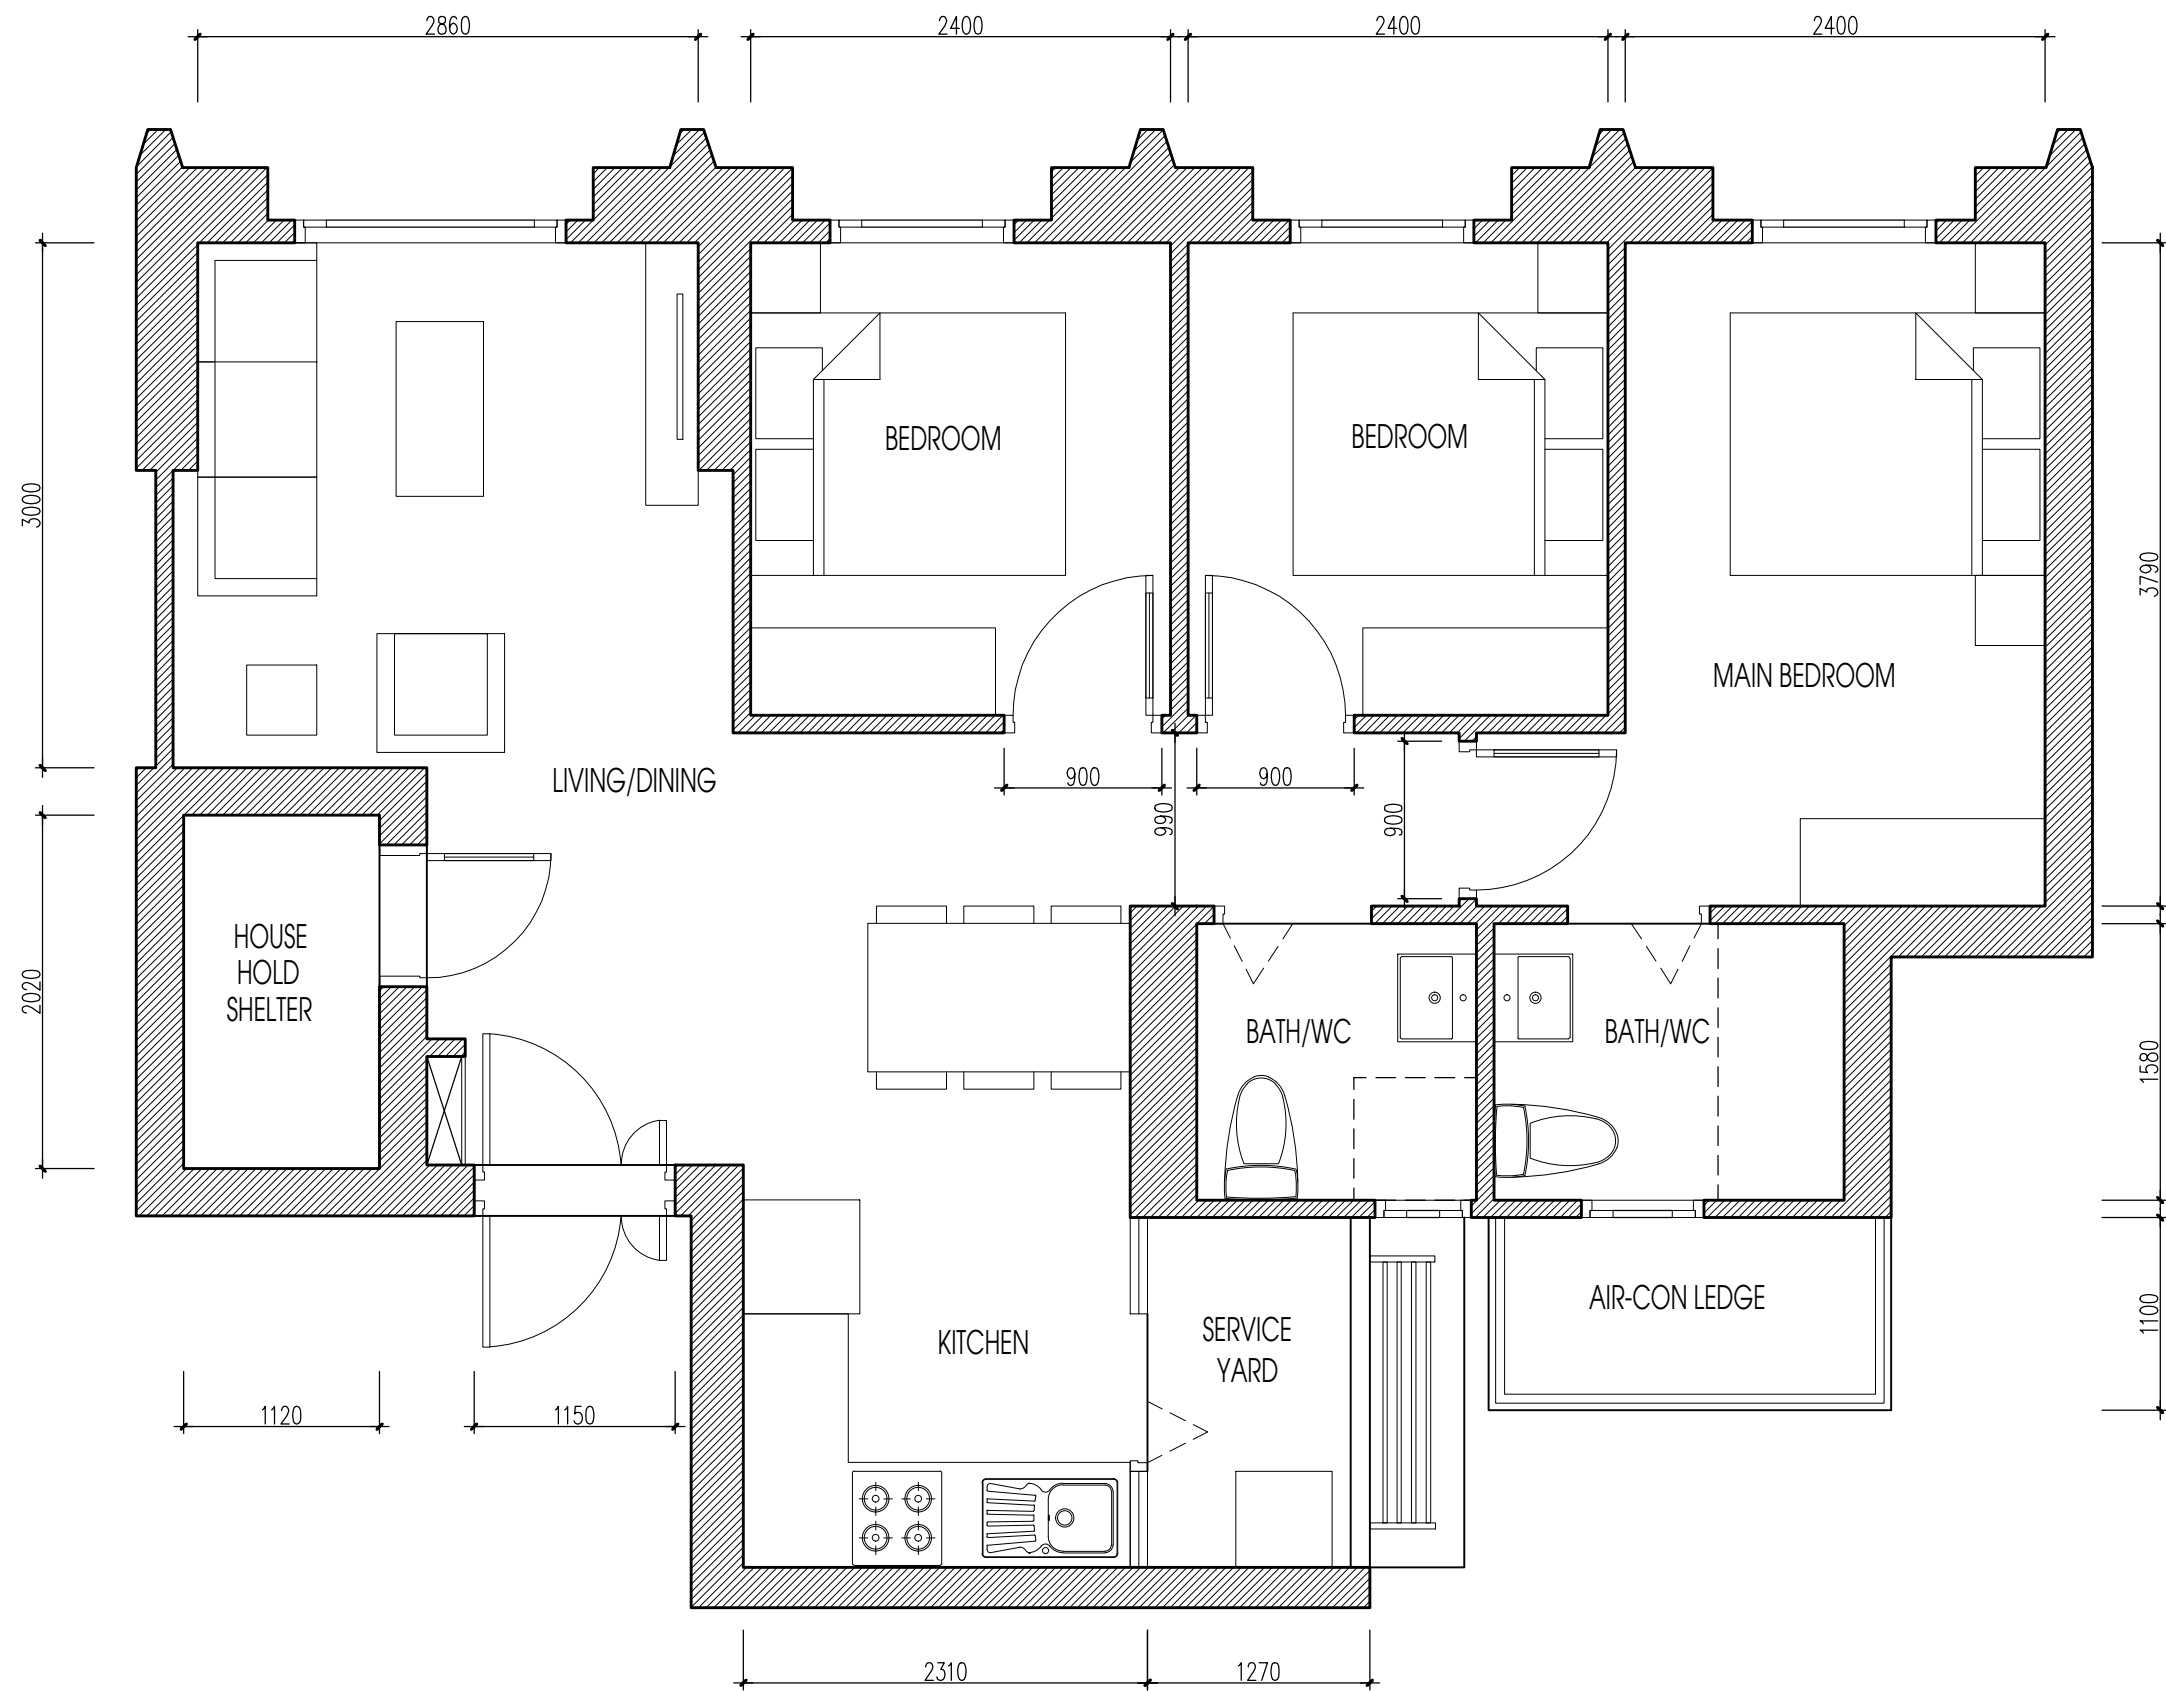 2860
2400
2400
2400
BEDROOM
BEDROOM
3000
3790
MAIN BEDROOM
LIVING/DINING
900
900
990
900
HOUSE
HOLD
SHELTER
2020
BATH/WC
BATH/WC
1580
AIR-CON LEDGE
1100
KITCHEN
SERVICE
YARD
1120
1150
2310
1270